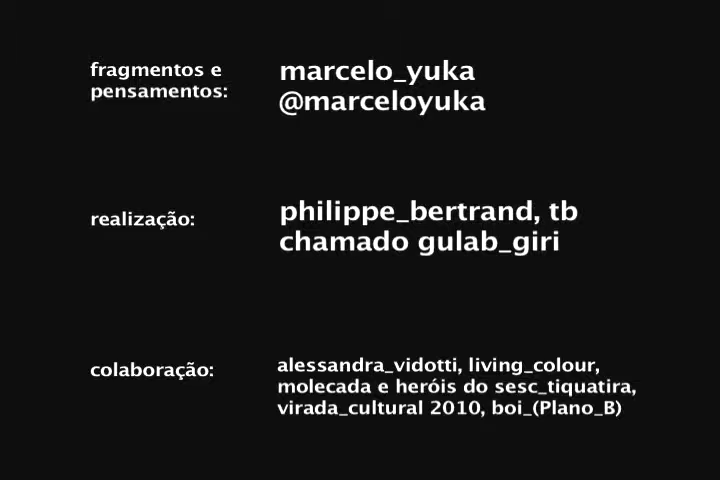 fragmentos e
pensamentos:
marcelo_yuka
@marceloyuka
realização:
philippe_bertrand, tb
chamado gulab_giri
colaboração:
alessandra_vidotti, living_colour,
molecada e heróis do sesc_tiquatira,
virada_cultural 2010, boi_(Plano_B)